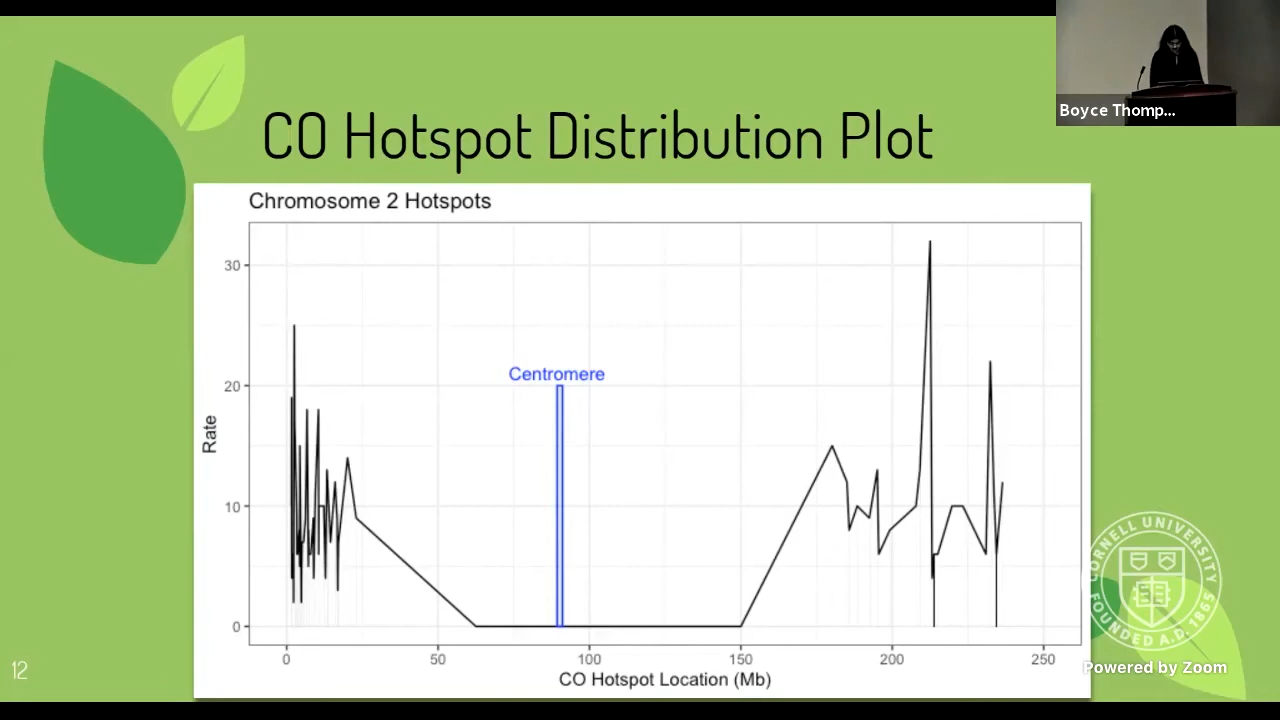 Boyce Thomp...
CO Hotspot Distribution Plot
Chromosome 2 Hotspots
30
20
10
0
Rate
Centromere
0
50
100
150
200
250
CO Hotspot Location (Mb)
CORNELL UNIVERSITY
FOUNDED A.D. 1865
Powered by Zoom
12